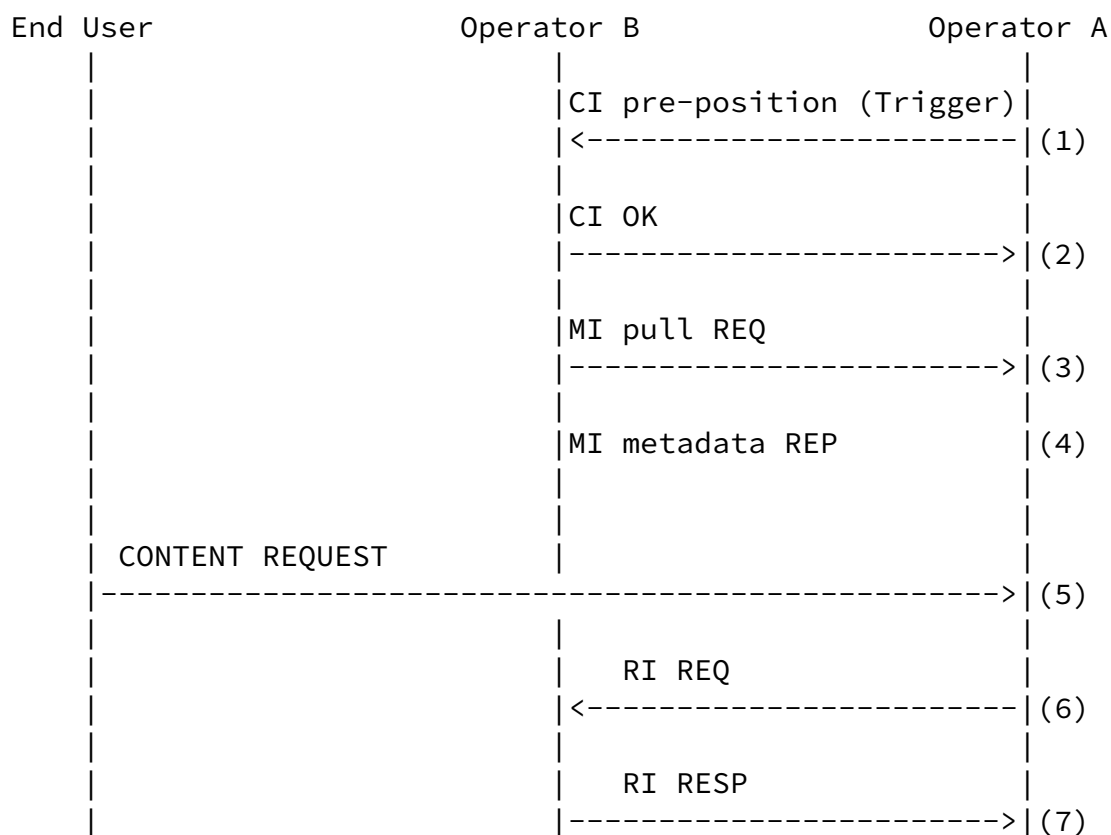 End User Operator B Operator A
CI pre-position (Trigger)
(1)
CI OK
(2)
MI pull REQ
(3)
MI metadata REP (4)
CONTENT REQUEST
(5)
RI REQ
(6)
RI RESP
(7)